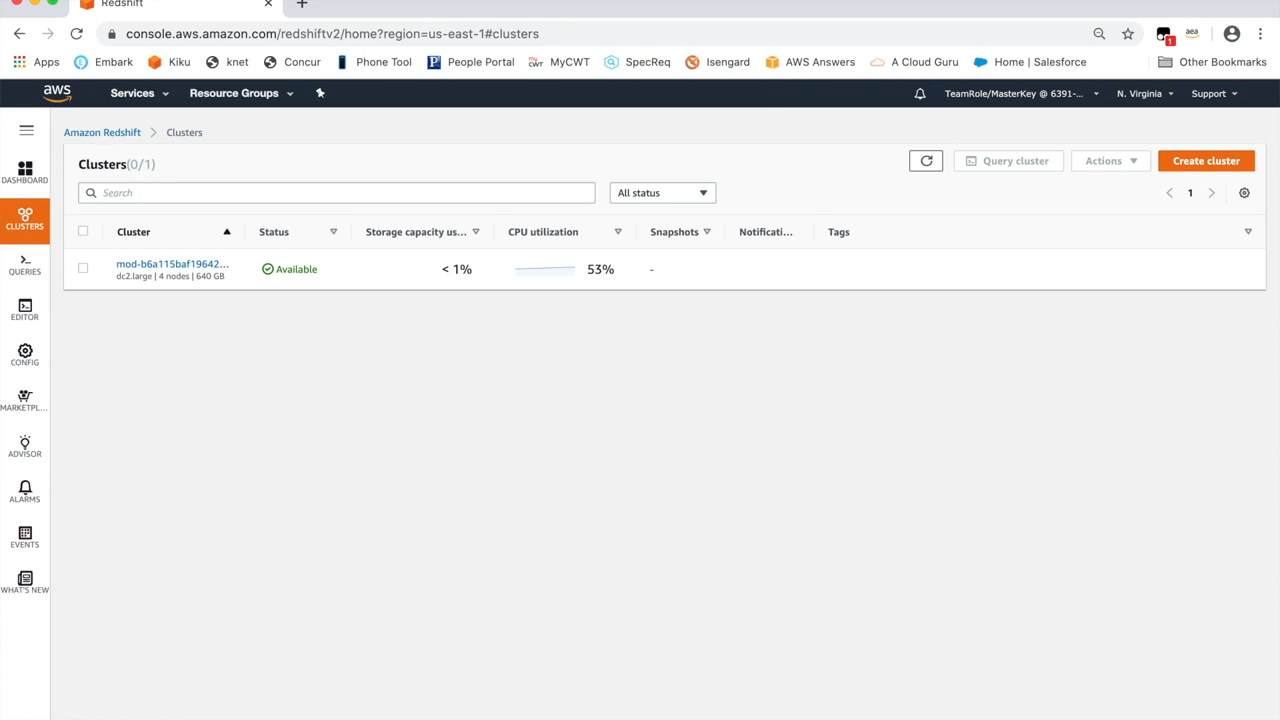 Redshift
console.aws.amazon.com/redshiftv2/home?region=us-east-1#clusters
1
aea
Apps Embark Kiku knet Concur Phone Tool People Portal MyCWT SpecReq Isengard AWS Answers A Cloud Guru Home | Salesforce Other Bookmarks
aws Services Resource Groups TeamRole/MasterKey @ 6391-... N. Virginia Support
Amazon Redshift Clusters
DASHBOARD
CLUSTERS
QUERIES
EDITOR
CONFIG
MARKETPL...
ADVISOR
ALARMS
EVENTS
WHAT'S NEW
Clusters(0/1) Query cluster Actions Create cluster
Search All status 1
Cluster Status Storage capacity us... CPU utilization Snapshots Notificati... Tags
mod-b6a115baf19642... Available < 1% 53% -
dc2.large | 4 nodes | 640 GB